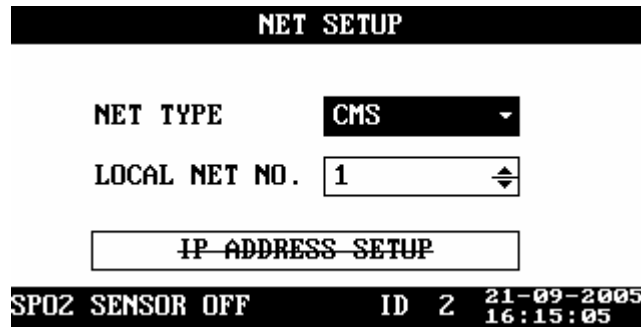 NET SETUP
NET TYPE CMS
LOCAL NET NO. 1
IP ADDRESS SETUP
SPO2 SENSOR OFF ID 2 21-09-2005
16:15:05